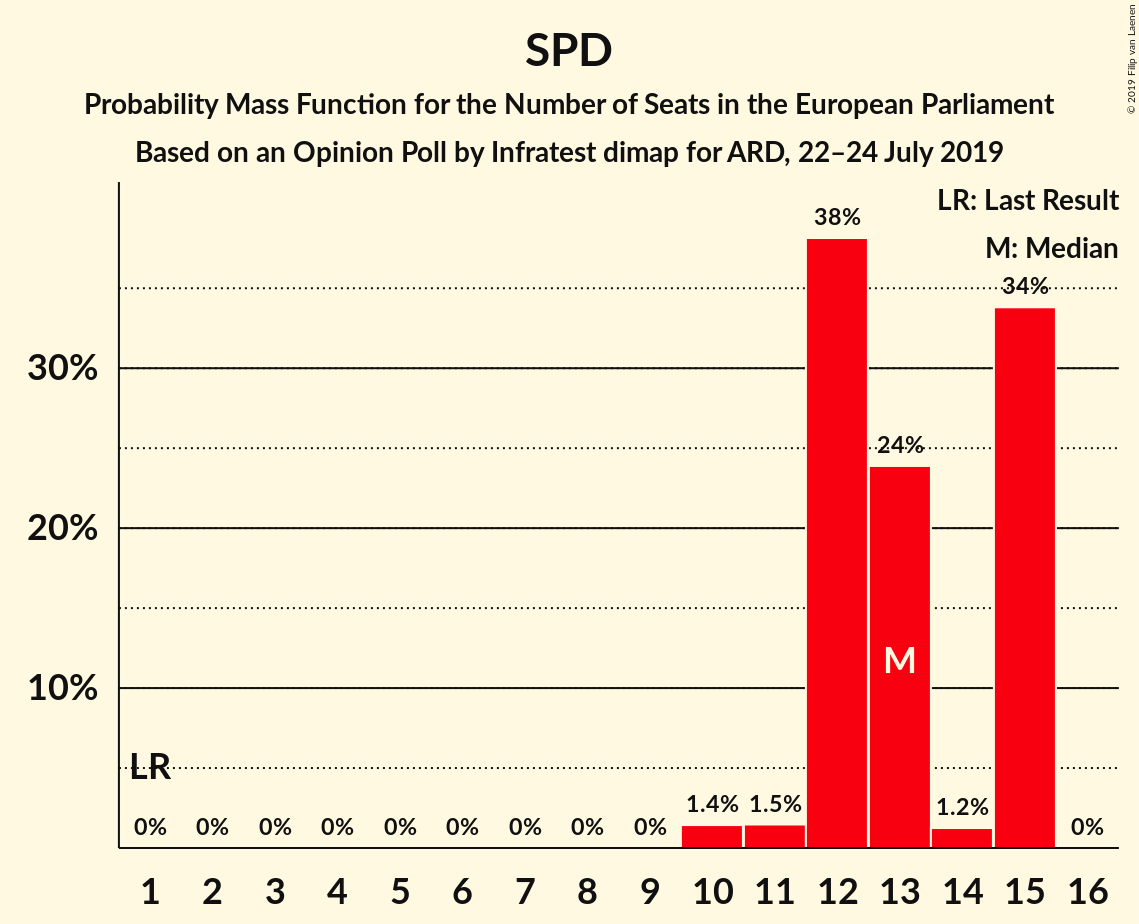 SPD
Probability Mass Function for the Number of Seats in the European Parliament
Based on an Opinion Poll by Infratest dimap for ARD, 22–24 July 2019
© 2019 Filip van Laenen
LR: Last Result
M: Median
38%
34%
30%
24%
20%
M
10%
LR
0% 0% 0% 0% 0% 0% 0% 0% 0% 1.4% 1.5% 1.2% 0%
1 2 3 4 5 6 7 8 9 10 11 12 13 14 15 16